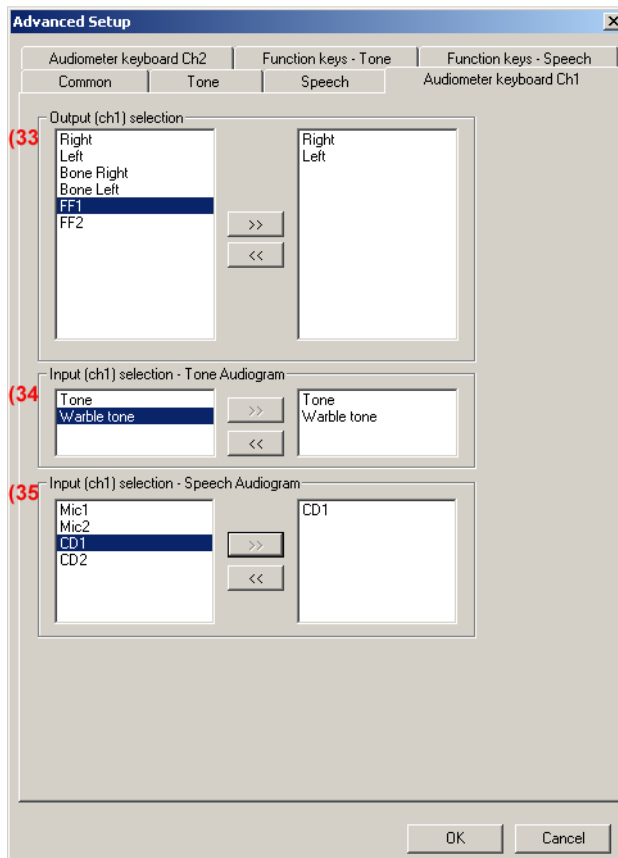 Advanced Setup
Audiometer keyboard Ch2
Function keys - Tone
Function keys - Speech
Common
Tone
Speech
Audiometer keyboard Ch1
Output (ch1) selection
(33
Right
Left
Bone Right
Bone Left
FF1
FF2
>>
<<
Right
Left
Input (ch1) selection - Tone Audiogram
(34
Tone
Warble tone
>>
<<
Tone
Warble tone
Input (ch1) selection - Speech Audiogram
(35
Mic1
Mic2
CD1
CD2
>>
<<
CD1
OK
Cancel